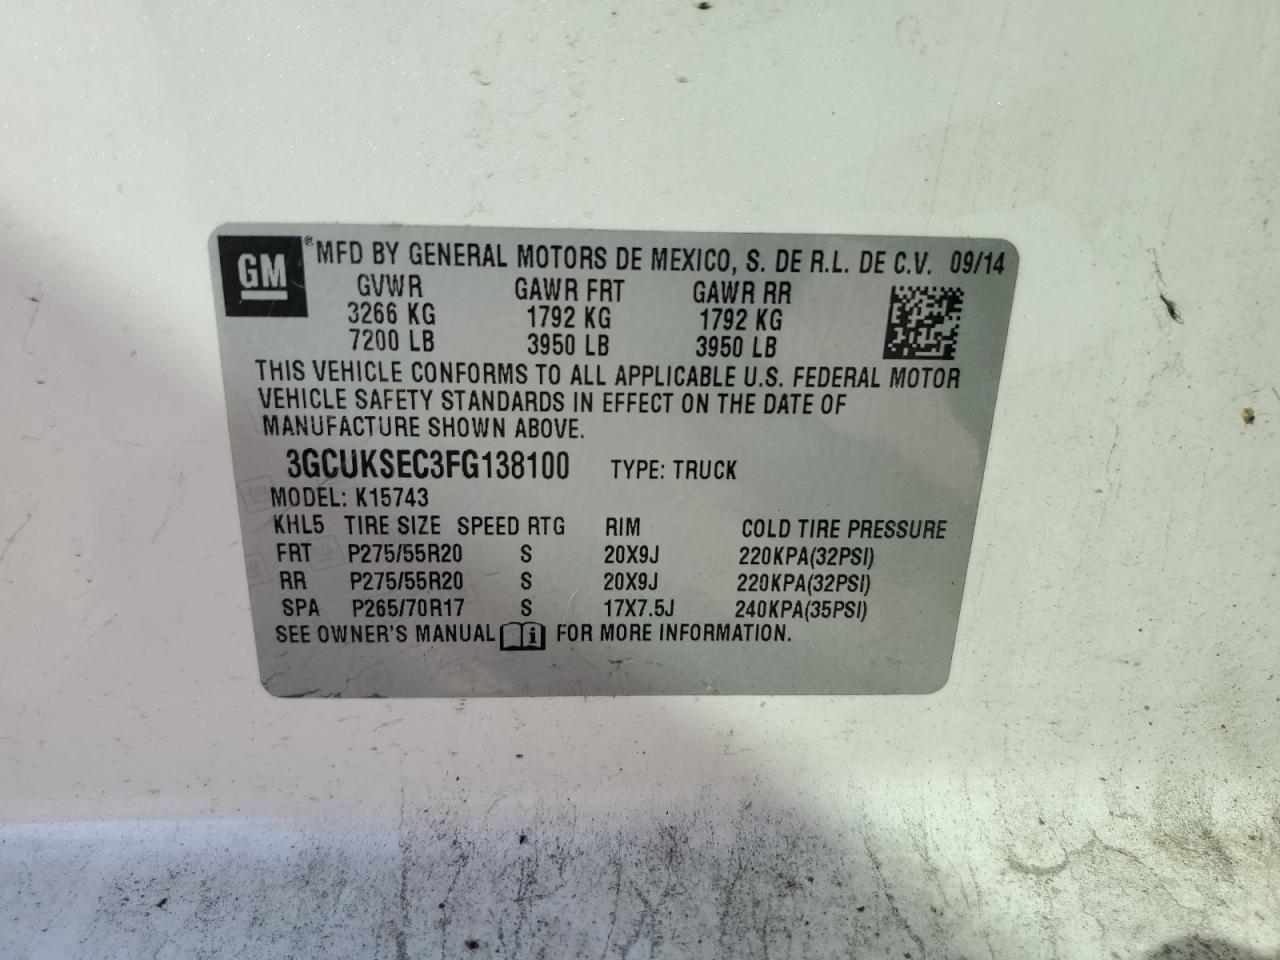 GM ® MFD BY GENERAL MOTORS DE MEXICO, S. DE R.L. DE C.V. 09/14
GVWR GAWR FRT GAWR RR
3266 KG 1792 KG 1792 KG
7200 LB 3950 LB 3950 LB
THIS VEHICLE CONFORMS TO ALL APPLICABLE U.S. FEDERAL MOTOR
VEHICLE SAFETY STANDARDS IN EFFECT ON THE DATE OF
MANUFACTURE SHOWN ABOVE.
3GCUKSEC3FG138100 TYPE: TRUCK
MODEL: K15743
KHL5 TIRE SIZE SPEED RTG RIM COLD TIRE PRESSURE
FRT P275/55R20 S 20X9J 220KPA(32PSI)
RR P275/55R20 S 20X9J 220KPA(32PSI)
SPA P265/70R17 S 17X7.5J 240KPA(35PSI)
SEE OWNER'S MANUAL i FOR MORE INFORMATION.